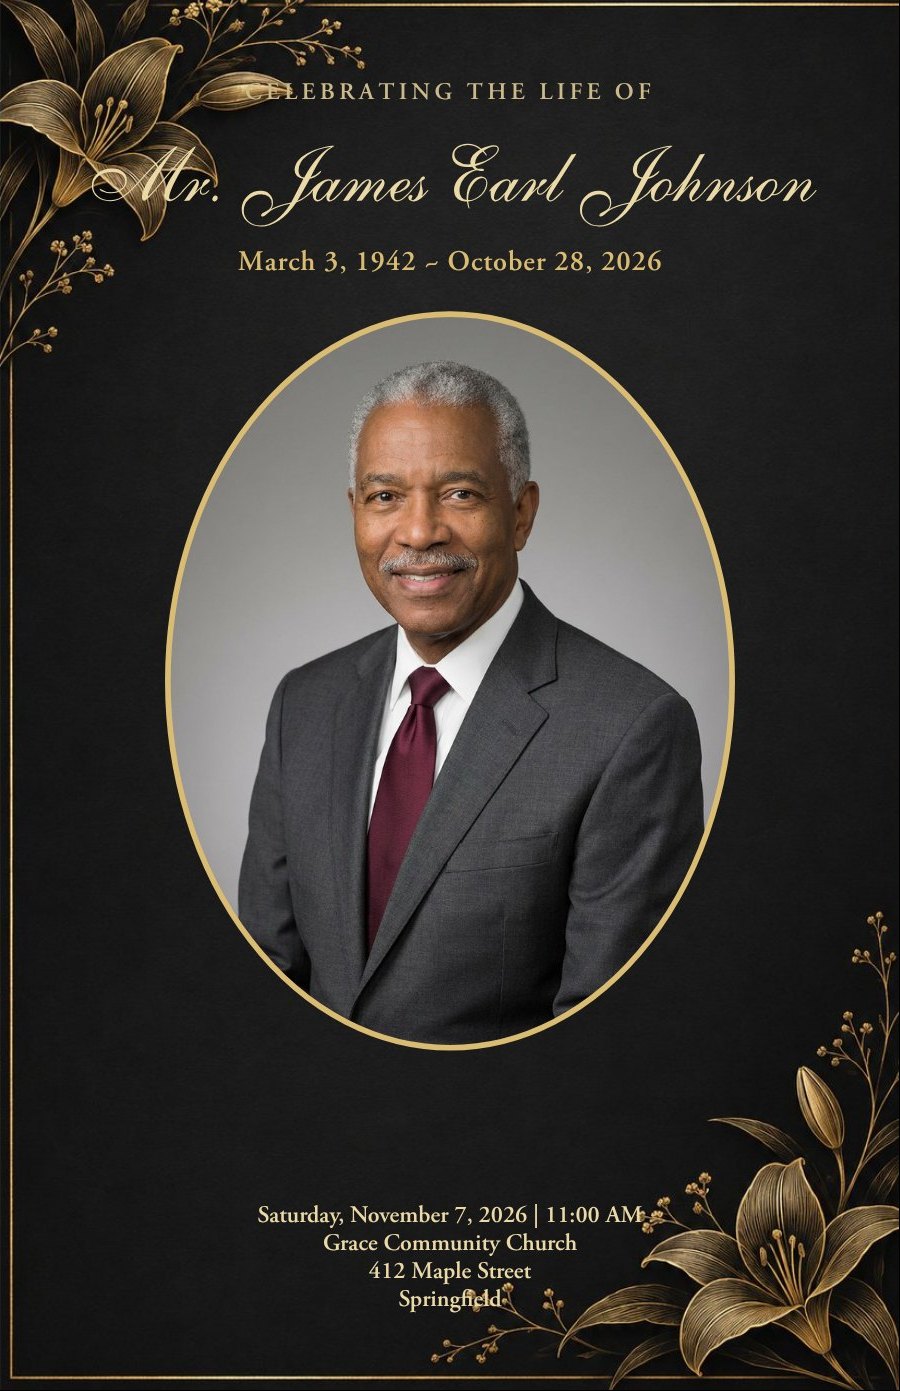 CELEBRATING THE LIFE OF
Mr. James Earl Johnson
March 3, 1942 ~ October 28, 2026
Saturday, November 7, 2026 | 11:00 AM
Grace Community Church
412 Maple Street
Springfield